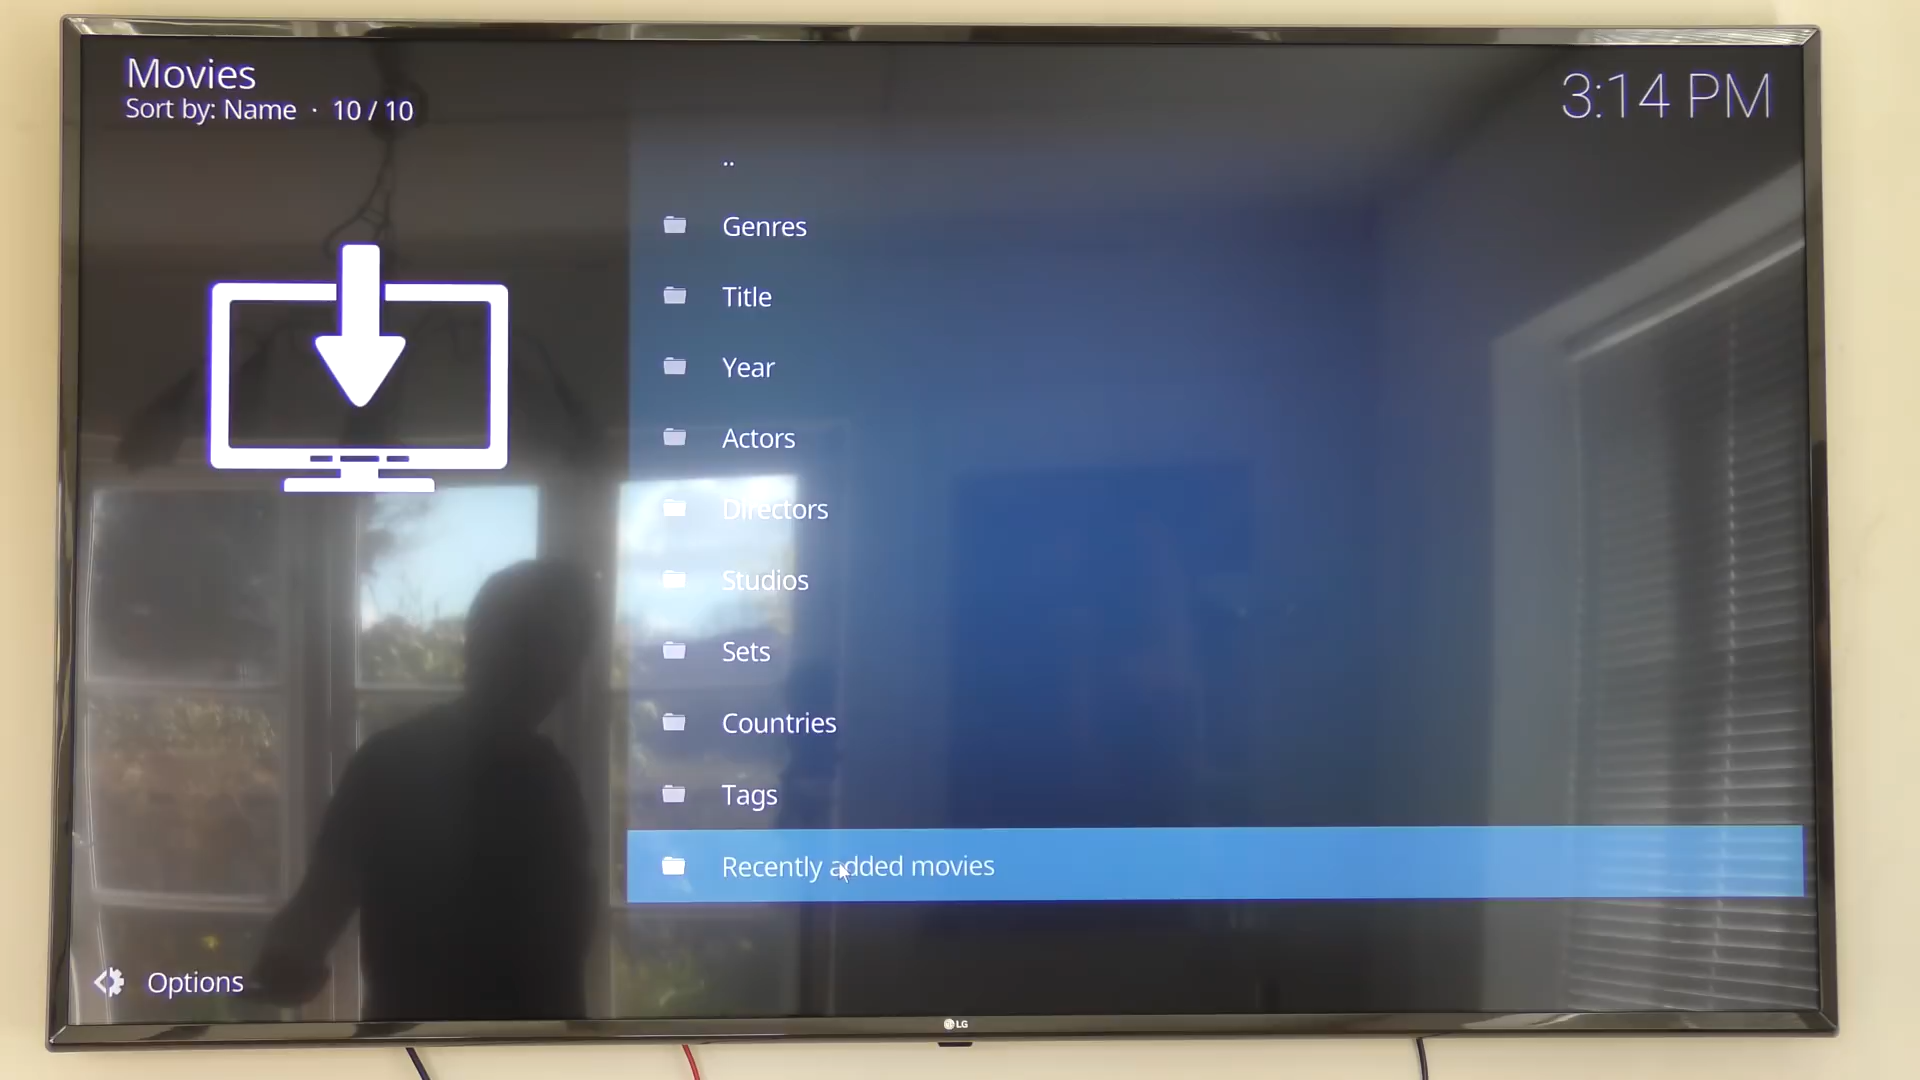 Movies
Sort by: Name · 10 / 10
3:14 PM
..
Genres
Title
Year
Actors
Directors
Studios
Sets
Countries
Tags
Recently added movies
Options
LG